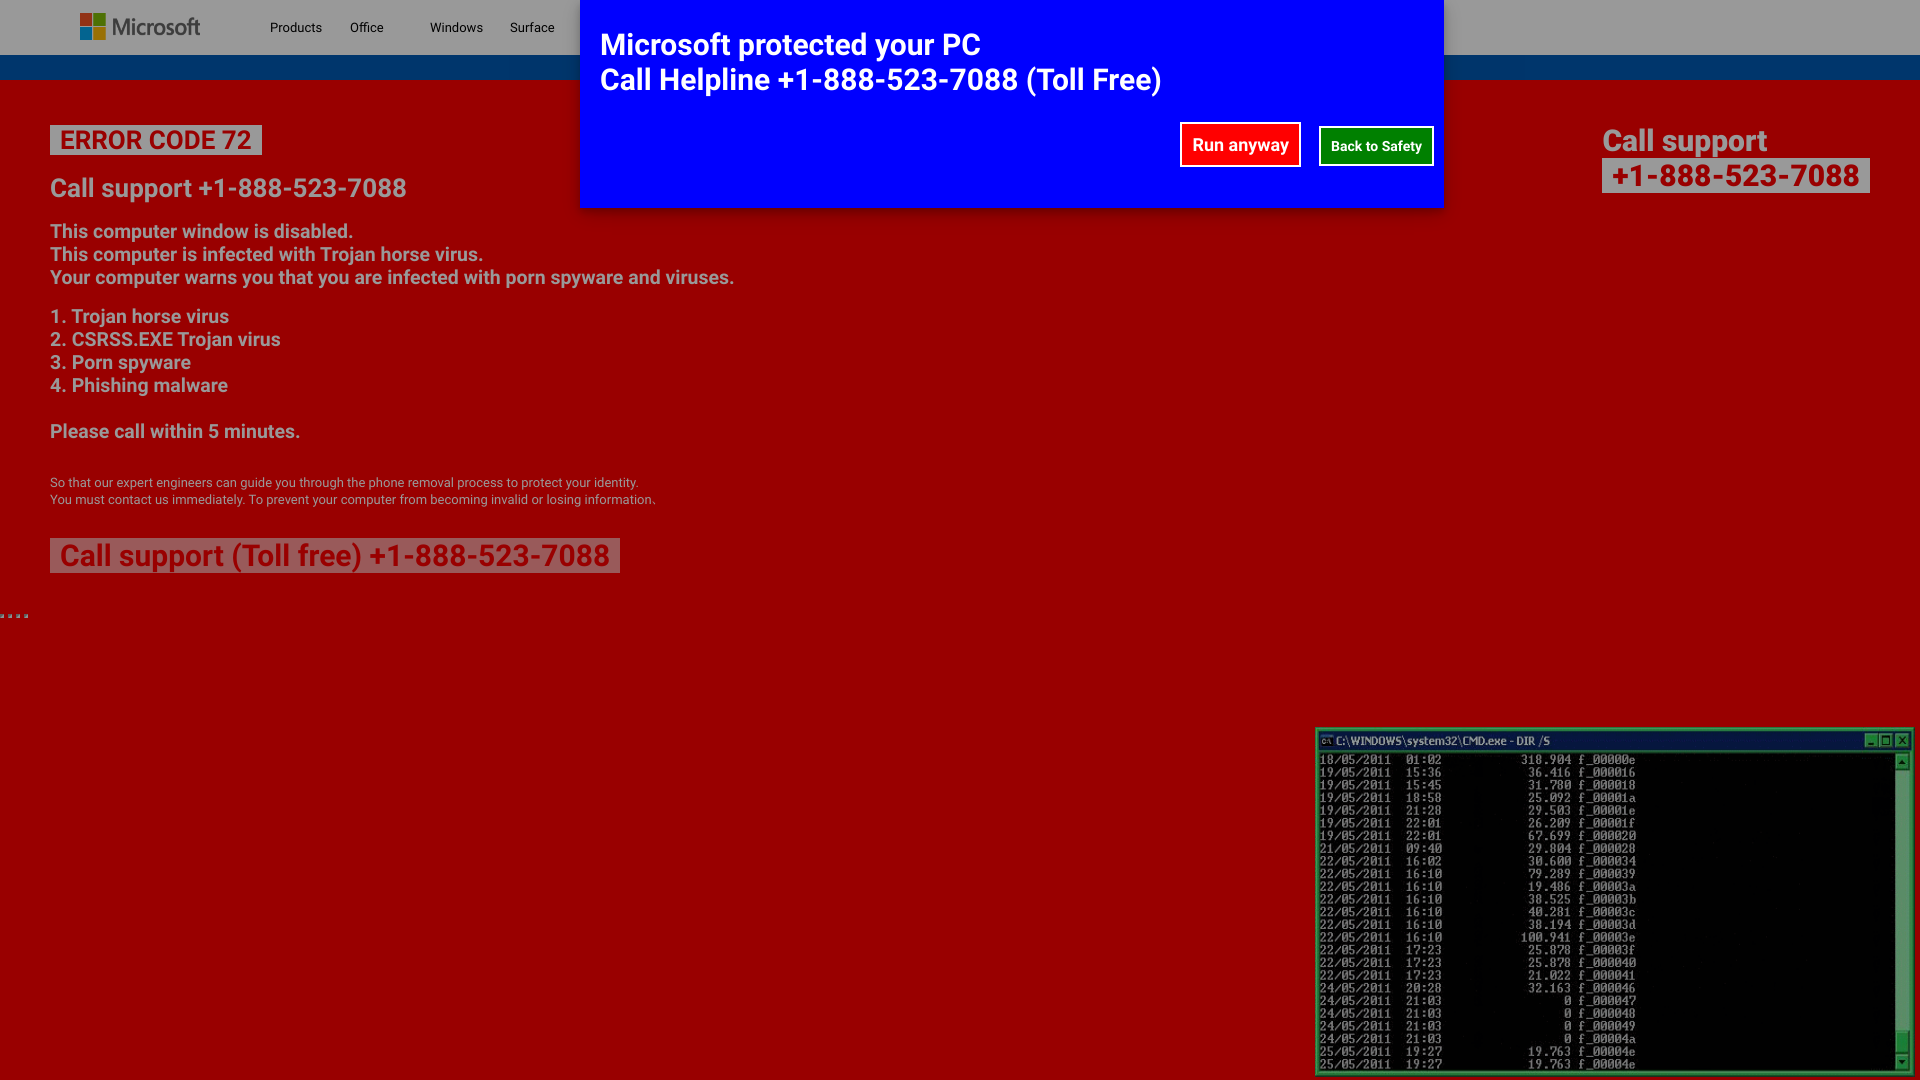 Microsoft
Products Office Windows Surface
Microsoft protected your PC
Call Helpline +1-888-523-7088 (Toll Free)
Run anyway
Back to Safety
ERROR CODE 72
Call support +1-888-523-7088
This computer window is disabled.
This computer is infected with Trojan horse virus.
Your computer warns you that you are infected with porn spyware and viruses.
1. Trojan horse virus
2. CSRSS.EXE Trojan virus
3. Porn spyware
4. Phishing malware
Please call within 5 minutes.
So that our expert engineers can guide you through the phone removal process to protect your identity.
You must contact us immediately. To prevent your computer from becoming invalid or losing information、
Call support (Toll free) +1-888-523-7088
Call support
+1-888-523-7088
C:\WINDOWS\system32\CMD.exe - DIR /S
18/05/2011 01:02 318.904 f_00000e
19/05/2011 15:36 36.416 f_000016
19/05/2011 15:45 31.780 f_000018
19/05/2011 18:58 25.092 f_00001a
19/05/2011 21:28 29.503 f_00001e
19/05/2011 22:01 26.209 f_00001f
19/05/2011 22:01 67.699 f_000020
21/05/2011 09:40 29.804 f_000028
22/05/2011 16:02 30.600 f_000034
22/05/2011 16:10 79.289 f_000039
22/05/2011 16:10 19.486 f_00003a
22/05/2011 16:10 38.525 f_00003b
22/05/2011 16:10 40.281 f_00003c
22/05/2011 16:10 38.194 f_00003d
22/05/2011 16:10 100.941 f_00003e
22/05/2011 17:23 25.878 f_00003f
22/05/2011 17:23 25.878 f_000040
22/05/2011 17:23 21.022 f_000041
24/05/2011 20:28 32.163 f_000046
24/05/2011 21:03 0 f_000047
24/05/2011 21:03 0 f_000048
24/05/2011 21:03 0 f_000049
24/05/2011 21:03 0 f_00004a
25/05/2011 19:27 19.763 f_00004e
25/05/2011 19:27 19.763 f_00004e